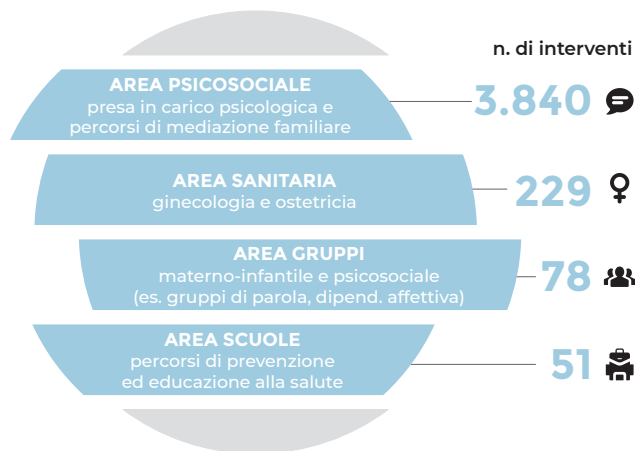 n. di interventi
AREA PSICOSOCIALE
presa in carico psicologica e
percorsi di mediazione familiare
3.840
AREA SANITARIA
ginecologia e ostetricia
229
AREA GRUPPI
materno-infantile e psicosociale
(es. gruppi di parola, dipend. affettiva)
78
AREA SCUOLE
percorsi di prevenzione
ed educazione alla salute
51